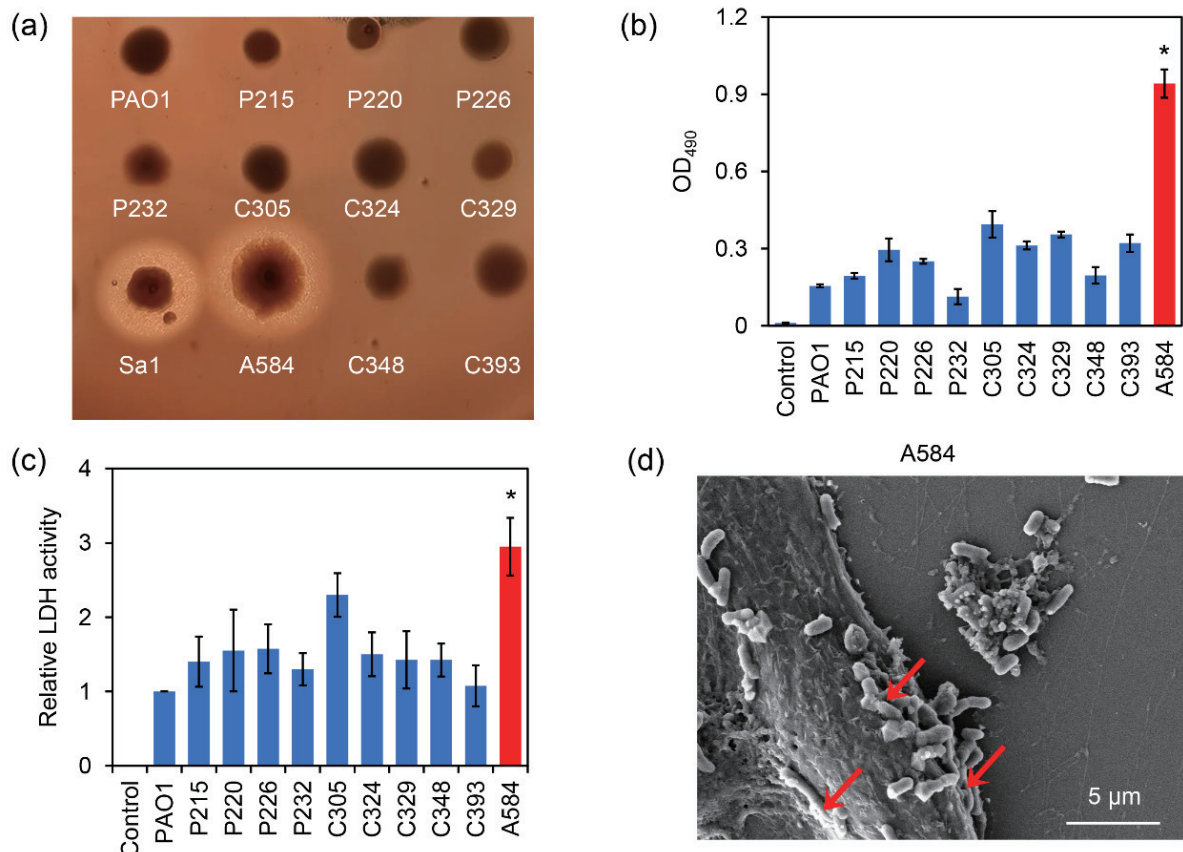 (a)
PAO1 P215 P220 P226
P232 C305 C324 C329
Sa1 A584 C348 C393
(b)
1.2
0.9
0.6
0.3
0
OD490
*
Control PAO1 P215 P220 P226 P232 C305 C324 C329 C348 C393 A584
(c)
4
3
2
1
0
Relative LDH activity
*
Control PAO1 P215 P220 P226 P232 C305 C324 C329 C348 C393 A584
(d)
A584
5 μm